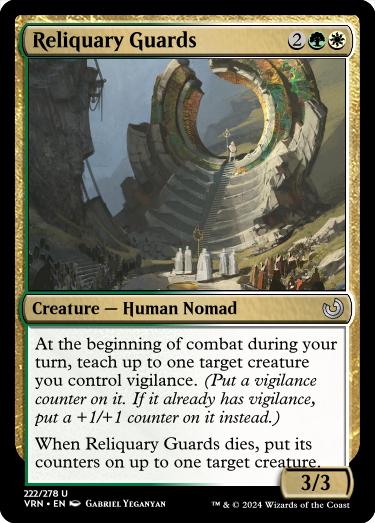 Reliquary Guards 2
Creature — Human Nomad
At the beginning of combat during your
turn, teach up to one target creature
you control vigilance. (Put a vigilance
counter on it. If it already has vigilance,
put a +1/+1 counter on it instead.)
When Reliquary Guards dies, put its
counters on up to one target creature.
3/3
222/278 U
VRN • EN Gabriel Yeganyan
™ & © 2024 Wizards of the Coast